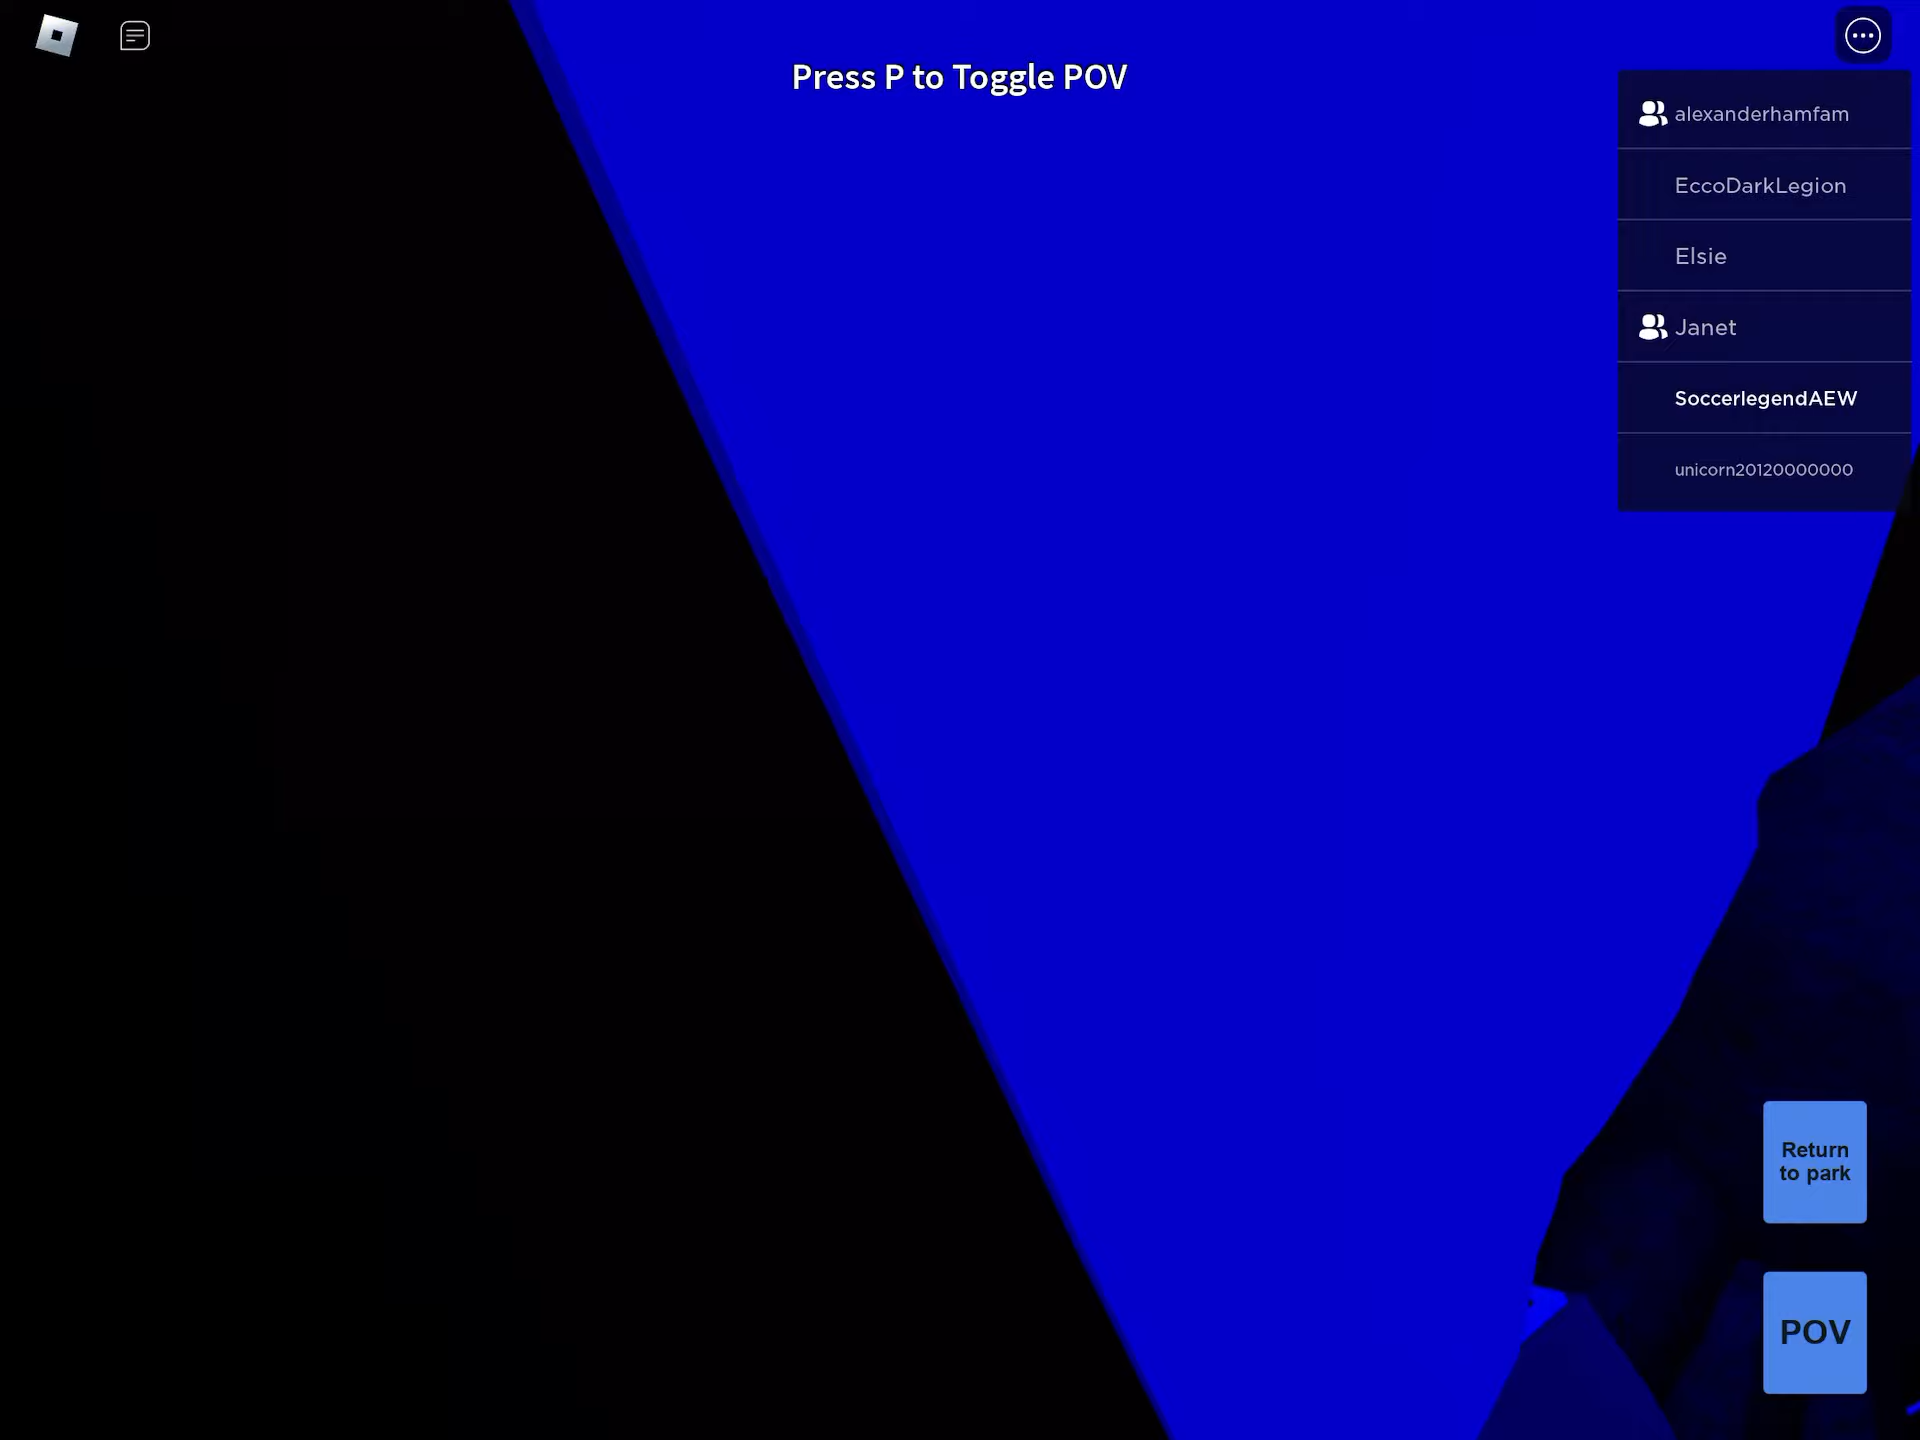 Press P to Toggle POV
alexanderhamfam
EccoDarkLegion
Elsie
Janet
SoccerlegendAEW
unicorn20120000000
Return
to park
POV